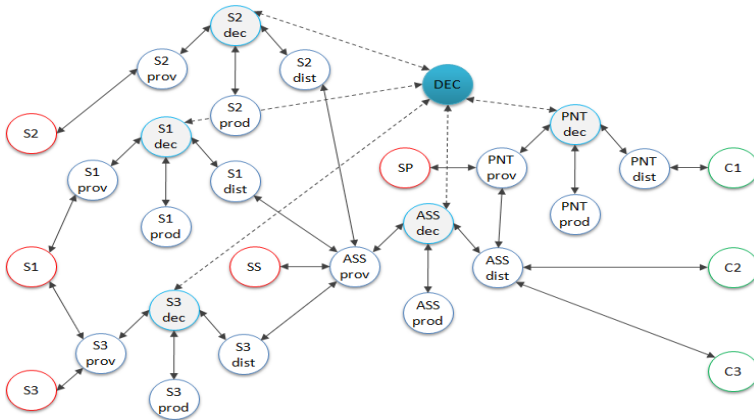 S2
dec
S2
prov
S2
dist
DEC
S2
prod
S2
S1
dec
PNT
dec
S1
prov
S1
dist
SP
PNT
prov
PNT
dist
C1
S1
prod
PNT
prod
ASS
dec
S1
SS
ASS
prov
ASS
dist
C2
S3
dec
ASS
prod
S3
prov
S3
dist
C3
S3
S3
prod